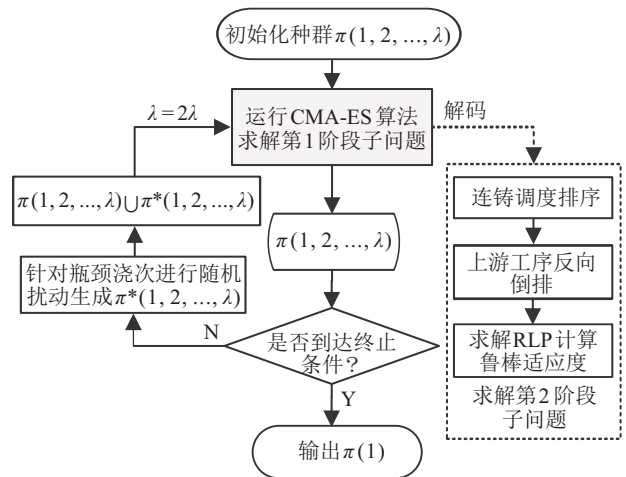 初始化种群π(1, 2, ..., λ)
λ=2λ
运行CMA-ES算法
求解第1阶段子问题
解码
π(1, 2, ..., λ)∪π*(1, 2, ..., λ)
π(1, 2, ..., λ)
连铸调度排序
上游工序反向
倒排
针对瓶颈浇次进行随机
扰动生成π*(1, 2, ..., λ)
求解RLP计算
鲁棒适应度
N
是否到达终止
条件?
求解第2阶段
子问题
Y
输出π(1)